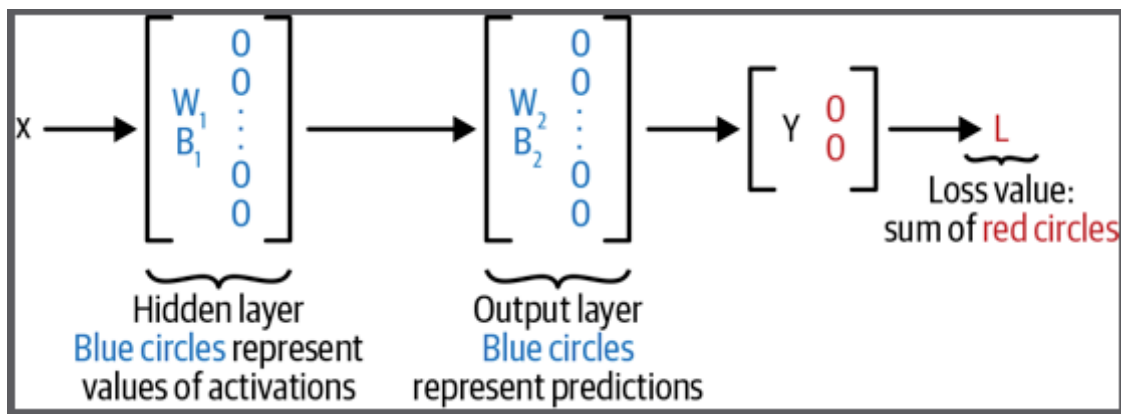 x
W₁
B₁
0
0
⋮
0
0
W₂
B₂
0
0
⋮
0
0
Y
0
0
L
Hidden layer
Blue circles represent
values of activations
Output layer
Blue circles
represent predictions
Loss value:
sum of red circles